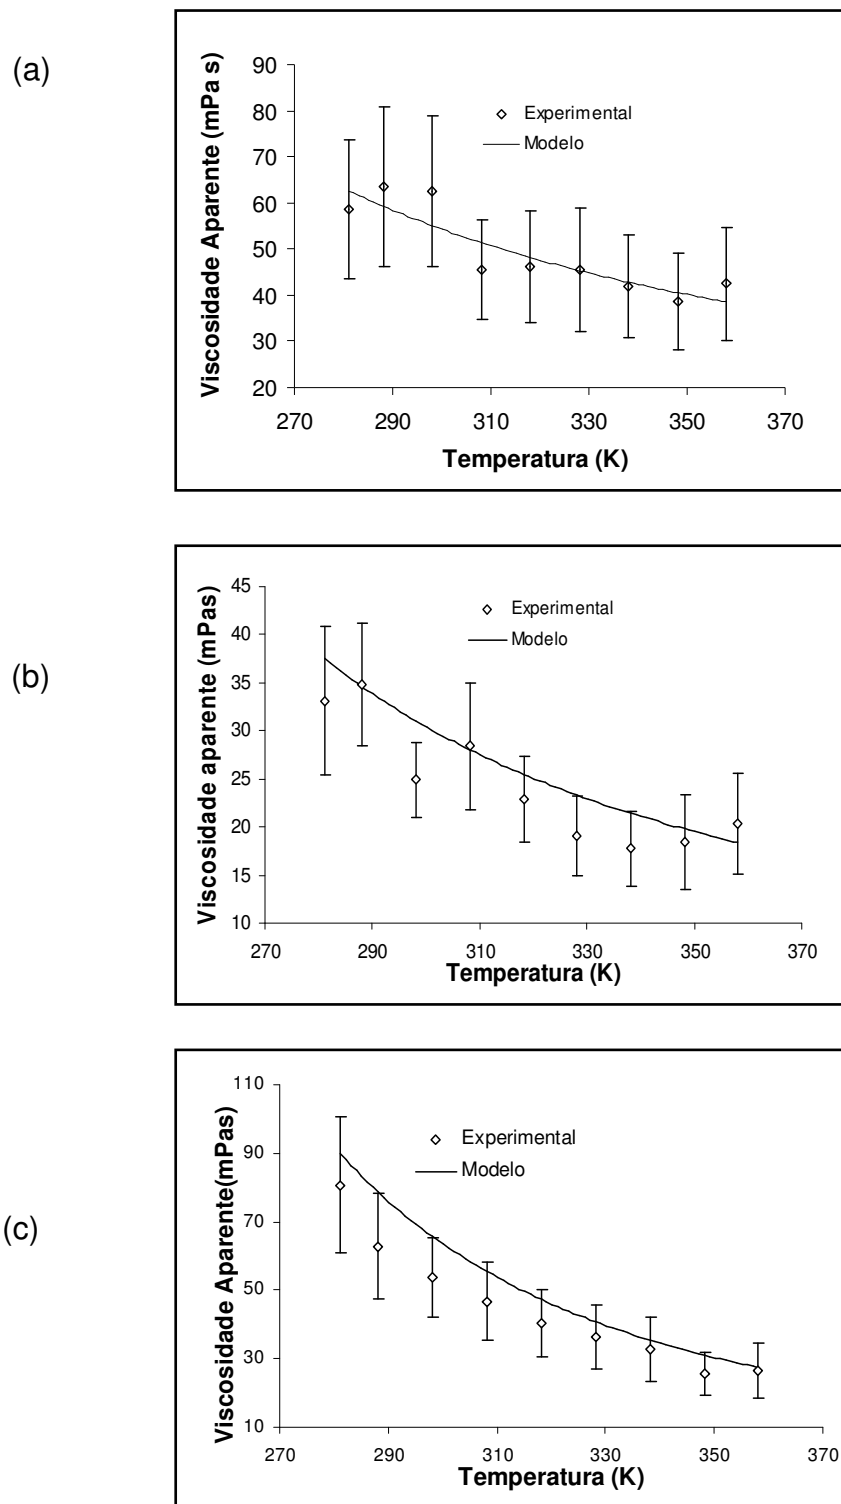 (a)
Viscosidade Aparente (mPa s)
90
80
70
60
50
40
30
20
Experimental
Modelo
270
290
310
330
350
370
Temperatura (K)
(b)
Viscosidade aparente (mPas)
45
40
35
30
25
20
15
10
Experimental
Modelo
270
290
310
330
350
370
Temperatura (K)
(c)
Viscosidade Aparente(mPas)
110
90
70
50
30
10
Experimental
Modelo
270
290
310
330
350
370
Temperatura (K)